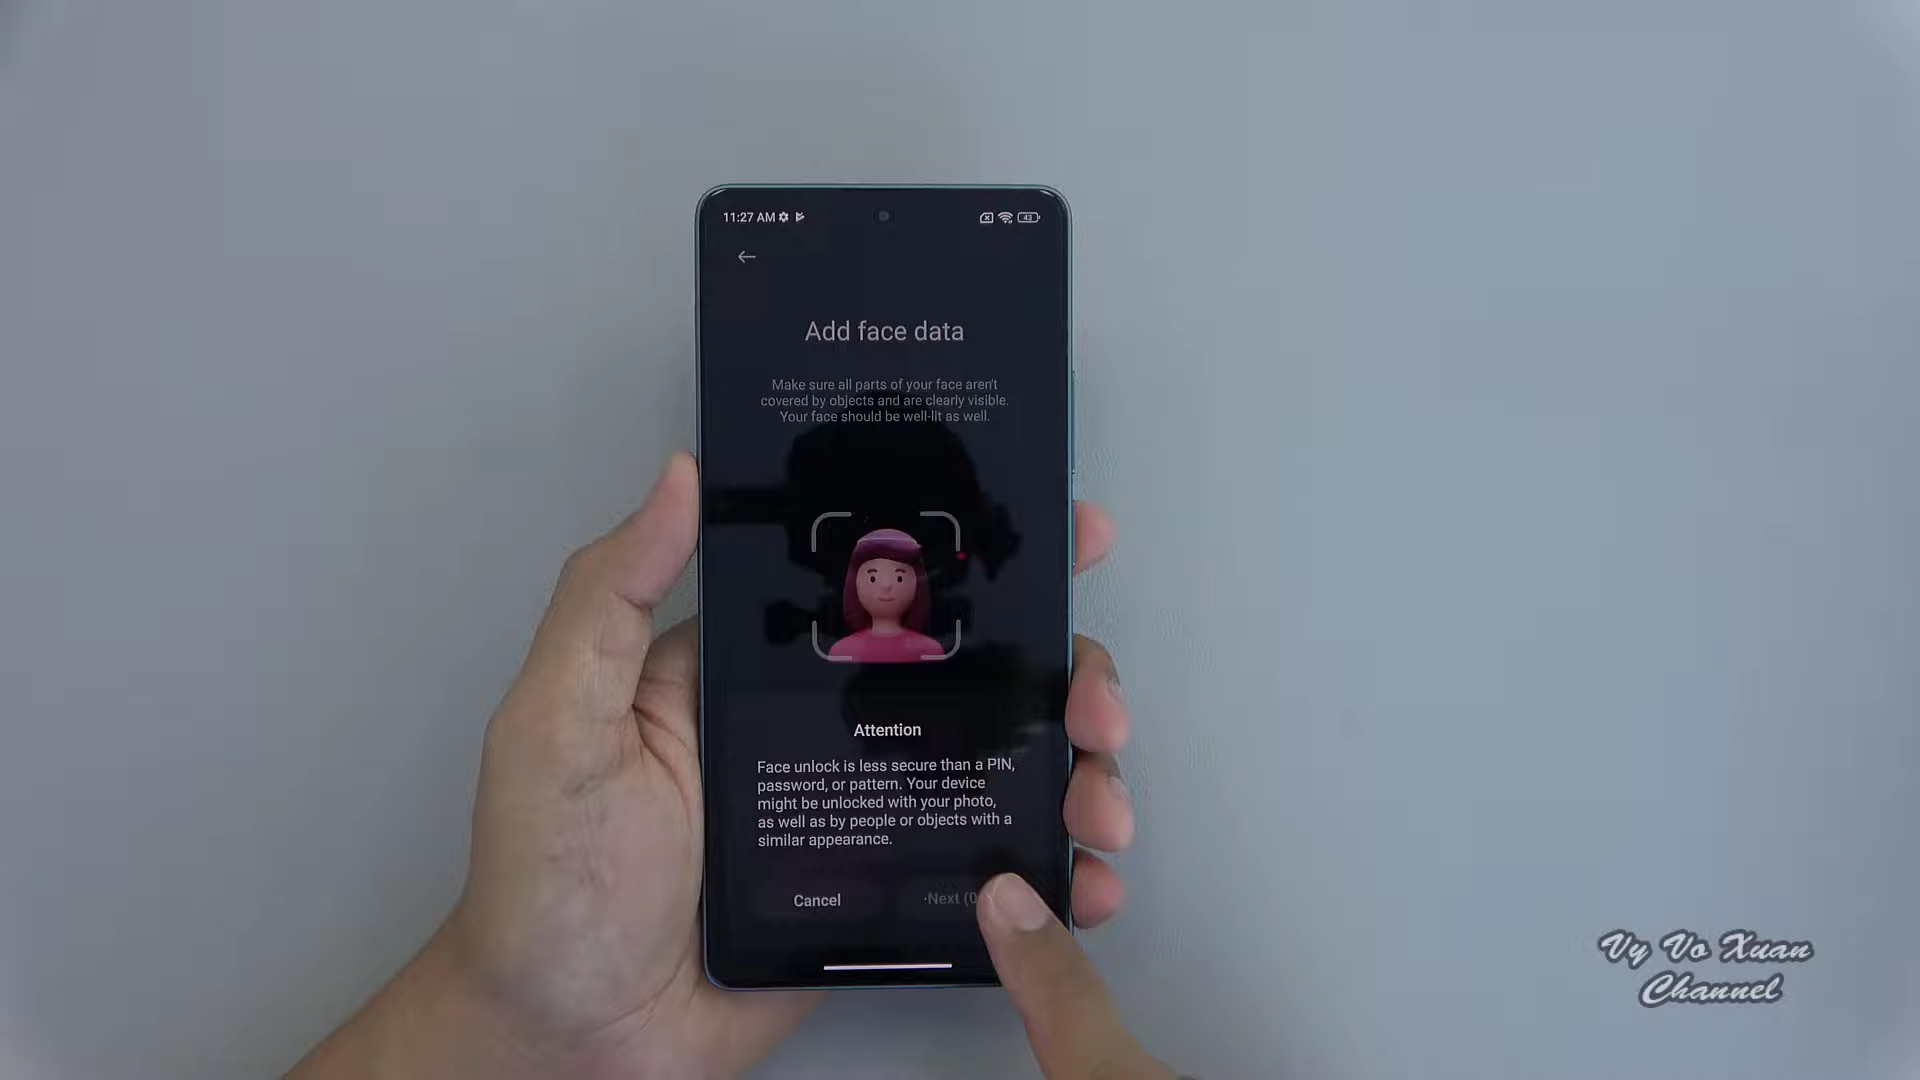 11:27 AM
43
Add face data
Make sure all parts of your face aren't
covered by objects and are clearly visible.
Your face should be well-lit as well.
Attention
Face unlock is less secure than a PIN,
password, or pattern. Your device
might be unlocked with your photo,
as well as by people or objects with a
similar appearance.
Cancel
Next (0
Vy Vo Xuan
Channel